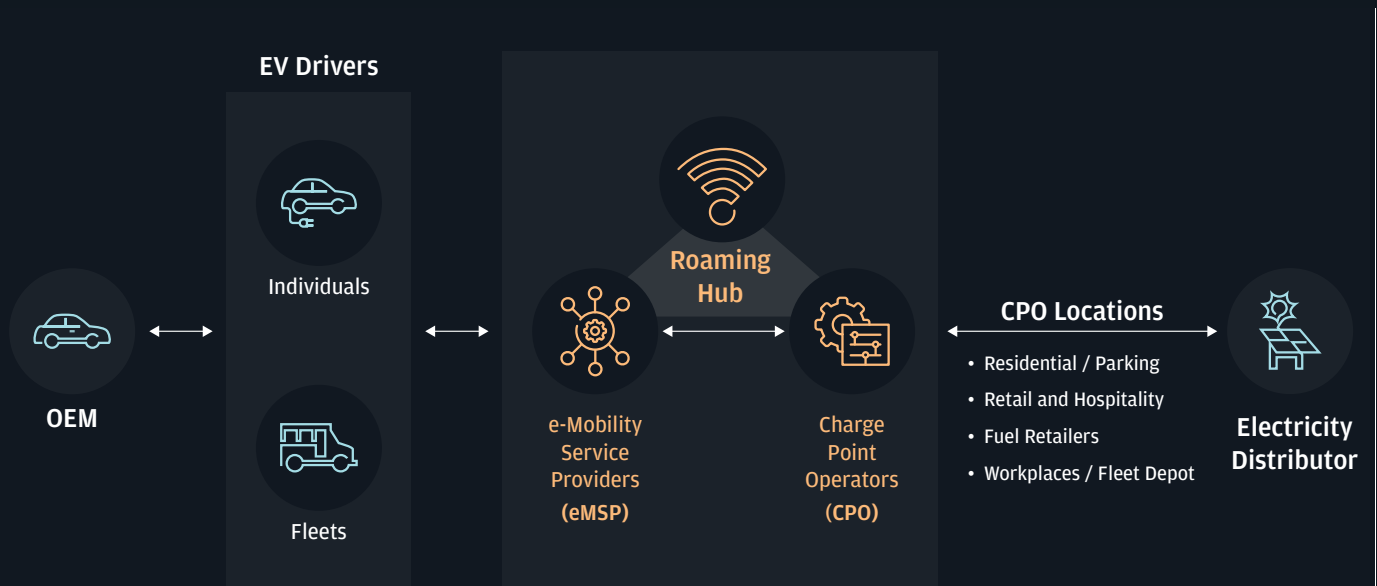 OEM
EV Drivers
Individuals
Fleets
Roaming
Hub
e-Mobility
Service
Providers
(eMSP)
Charge
Point
Operators
(CPO)
CPO Locations
• Residential / Parking
• Retail and Hospitality
• Fuel Retailers
• Workplaces / Fleet Depot
Electricity
Distributor